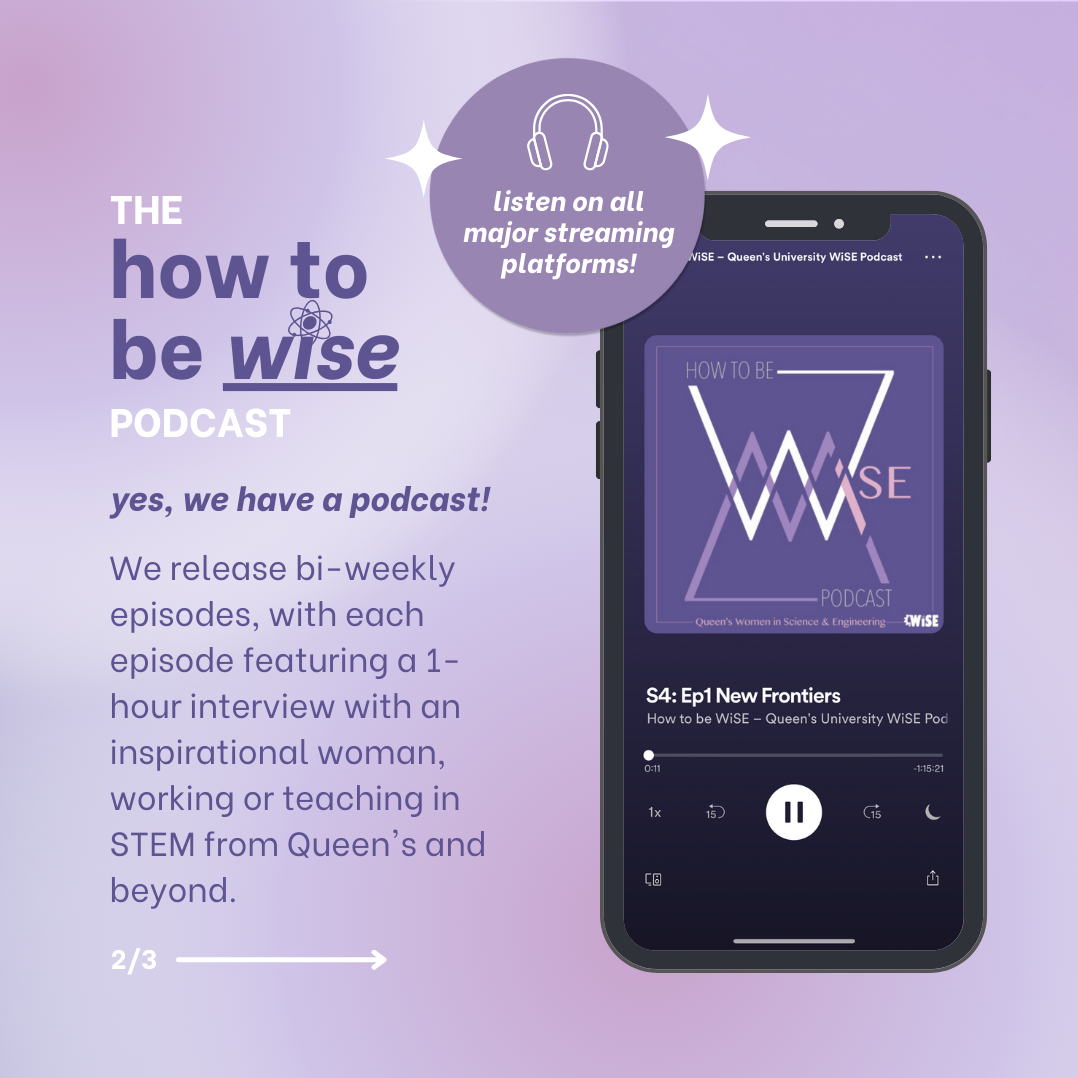 THE
how to
be wise
PODCAST
yes, we have a podcast!
We release bi-weekly
episodes, with each
episode featuring a 1-
hour interview with an
inspirational woman,
working or teaching in
STEM from Queen's and
beyond.
2/3
listen on all
major streaming
platforms!
WiSE – Queen's University WiSE Podcast
HOW TO BE
WiSE
PODCAST
Queen's Women in Science & Engineering
WiSE
S4: Ep1 New Frontiers
How to be WiSE – Queen's University WiSE Pod
0:11
-1:15:21
1x
15
15